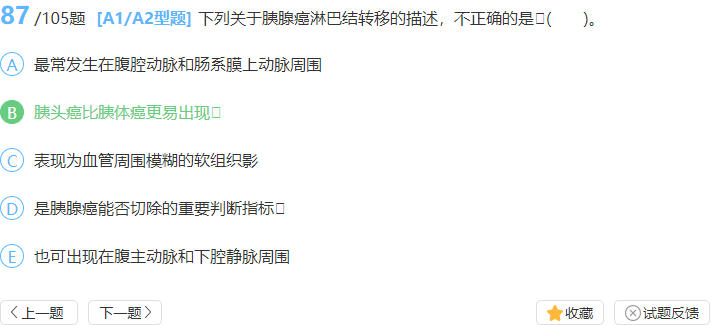 87 /105题 [A1/A2型题] 下列关于胰腺癌淋巴结转移的描述，不正确的是▯( )。
A 最常发生在腹腔动脉和肠系膜上动脉周围
B 胰头癌比胰体癌更易出现▯
C 表现为血管周围模糊的软组织影
D 是胰腺癌能否切除的重要判断指标▯
E 也可出现在腹主动脉和下腔静脉周围
上一题 下一题 收藏 试题反馈